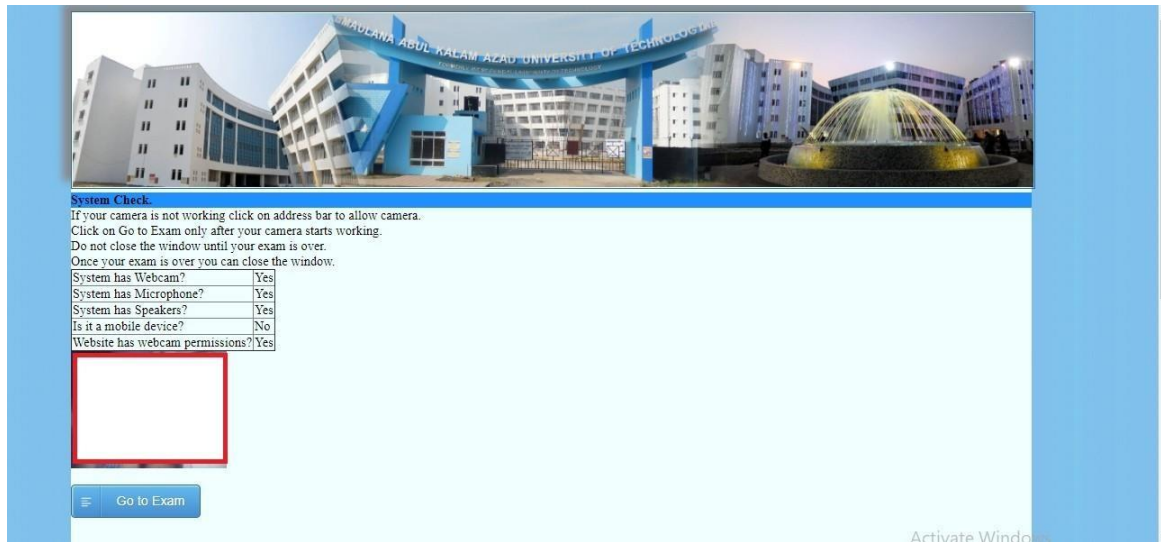 MAULANA ABUL KALAM AZAD UNIVERSITY OF TECHNOLOGY
System Check.
If your camera is not working click on address bar to allow camera.
Click on Go to Exam only after your camera starts working.
Do not close the window until your exam is over.
Once your exam is over you can close the window.
System has Webcam? Yes
System has Microphone? Yes
System has Speakers? Yes
Is it a mobile device? No
Website has webcam permissions? Yes
Go to Exam
Activate Windo